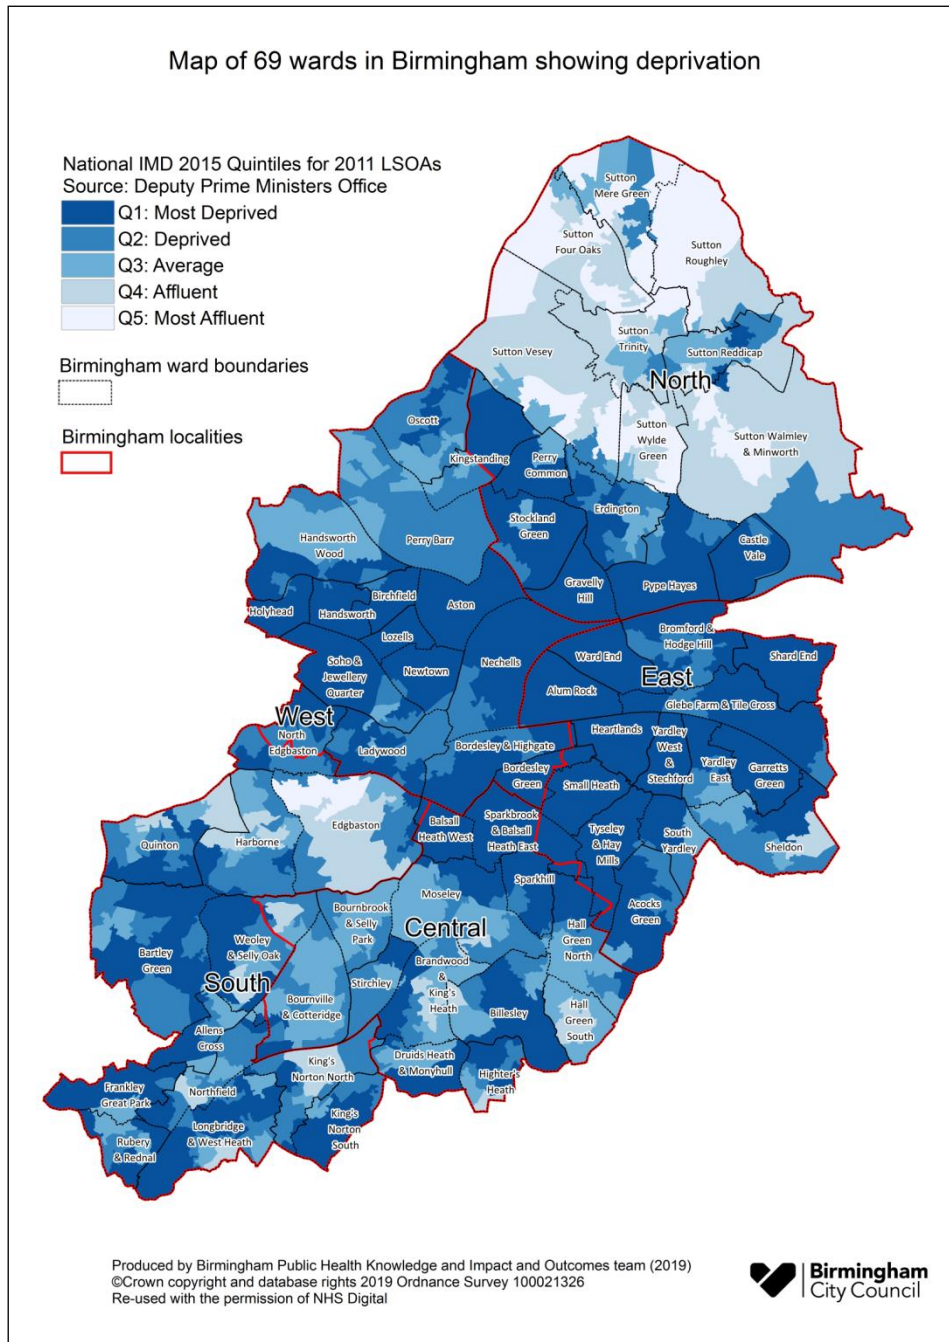 Map of 69 wards in Birmingham showing deprivation
National IMD 2015 Quintiles for 2011 LSOAs
Source: Deputy Prime Ministers Office
Q1: Most Deprived
Q2: Deprived
Q3: Average
Q4: Affluent
Q5: Most Affluent
Birmingham ward boundaries
Birmingham localities
Sutton
Mere Green
Sutton
Four Oaks
Sutton
Roughley
Sutton
Trinity
Sutton Vesey
Sutton Reddicap
North
Sutton
Wylde
Green
Sutton Walmley
& Minworth
Oscott
Kingstanding
Perry
Common
Erdington
Stockland
Green
Handsworth
Wood
Perry Barr
Castle
Vale
Gravelly
Hill
Pype Hayes
Birchfield
Aston
Holyhead
Handsworth
Lozells
Bromford &
Hodge Hill
Ward End
Shard End
Soho &
Jewellery
Quarter
Newtown
Nechells
East
Alum Rock
Glebe Farm & Tile Cross
West
North
Edgbaston
Ladywood
Bordesley & Highgate
Heartlands
Yardley
West
&
Stechford
Yardley
East
Garretts
Green
Bordesley
Green
Small Heath
Edgbaston
Balsall
Heath West
Sparkbrook
& Balsall
Heath East
Tyseley
& Hay
Mills
South
Yardley
Sheldon
Quinton
Harborne
Sparkhill
Moseley
Acocks
Green
Bournbrook
& Selly
Park
Central
Hall
Green
North
Weoley
& Selly Oak
Bartley
Green
South
Brandwood
&
King's
Heath
Stirchley
Bournville
& Cotteridge
Billesley
Hall
Green
South
Allens
Cross
King's
Norton North
Druids Heath
& Monyhull
Highter's
Heath
Frankley
Great Park
Northfield
Longbridge
& West Heath
King's
Norton
South
Rubery
& Rednal
Produced by Birmingham Public Health Knowledge and Impact and Outcomes team (2019)
©Crown copyright and database rights 2019 Ordnance Survey 100021326
Re-used with the permission of NHS Digital
Birmingham
City Council